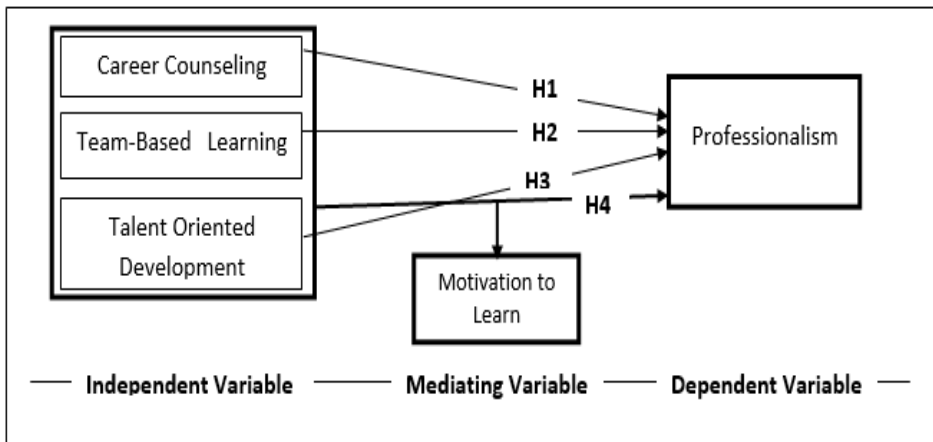 Career Counseling
H1
Team-Based Learning
H2
Professionalism
H3
Talent Oriented
Development
H4
Motivation to
Learn
Independent Variable
Mediating Variable
Dependent Variable